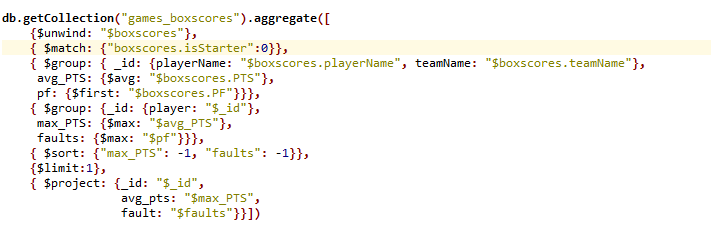 db.getCollection("games_boxscores").aggregate([
{$unwind: "$boxscores"},
{ $match: {"boxscores.isStarter":0}},
{ $group: { _id: {playerName: "$boxscores.playerName", teamName: "$boxscores.teamName"},
avg_PTS: {$avg: "$boxscores.PTS"},
pf: {$first: "$boxscores.PF"}}},
{ $group: {_id: {player: "$_id"},
max_PTS: {$max: "$avg_PTS"},
faults: {$max: "$pf"}}},
{ $sort: {"max_PTS": -1, "faults": -1}},
{$limit:1},
{ $project: {_id: "$_id",
avg_pts: "$max_PTS",
fault: "$faults"}}])